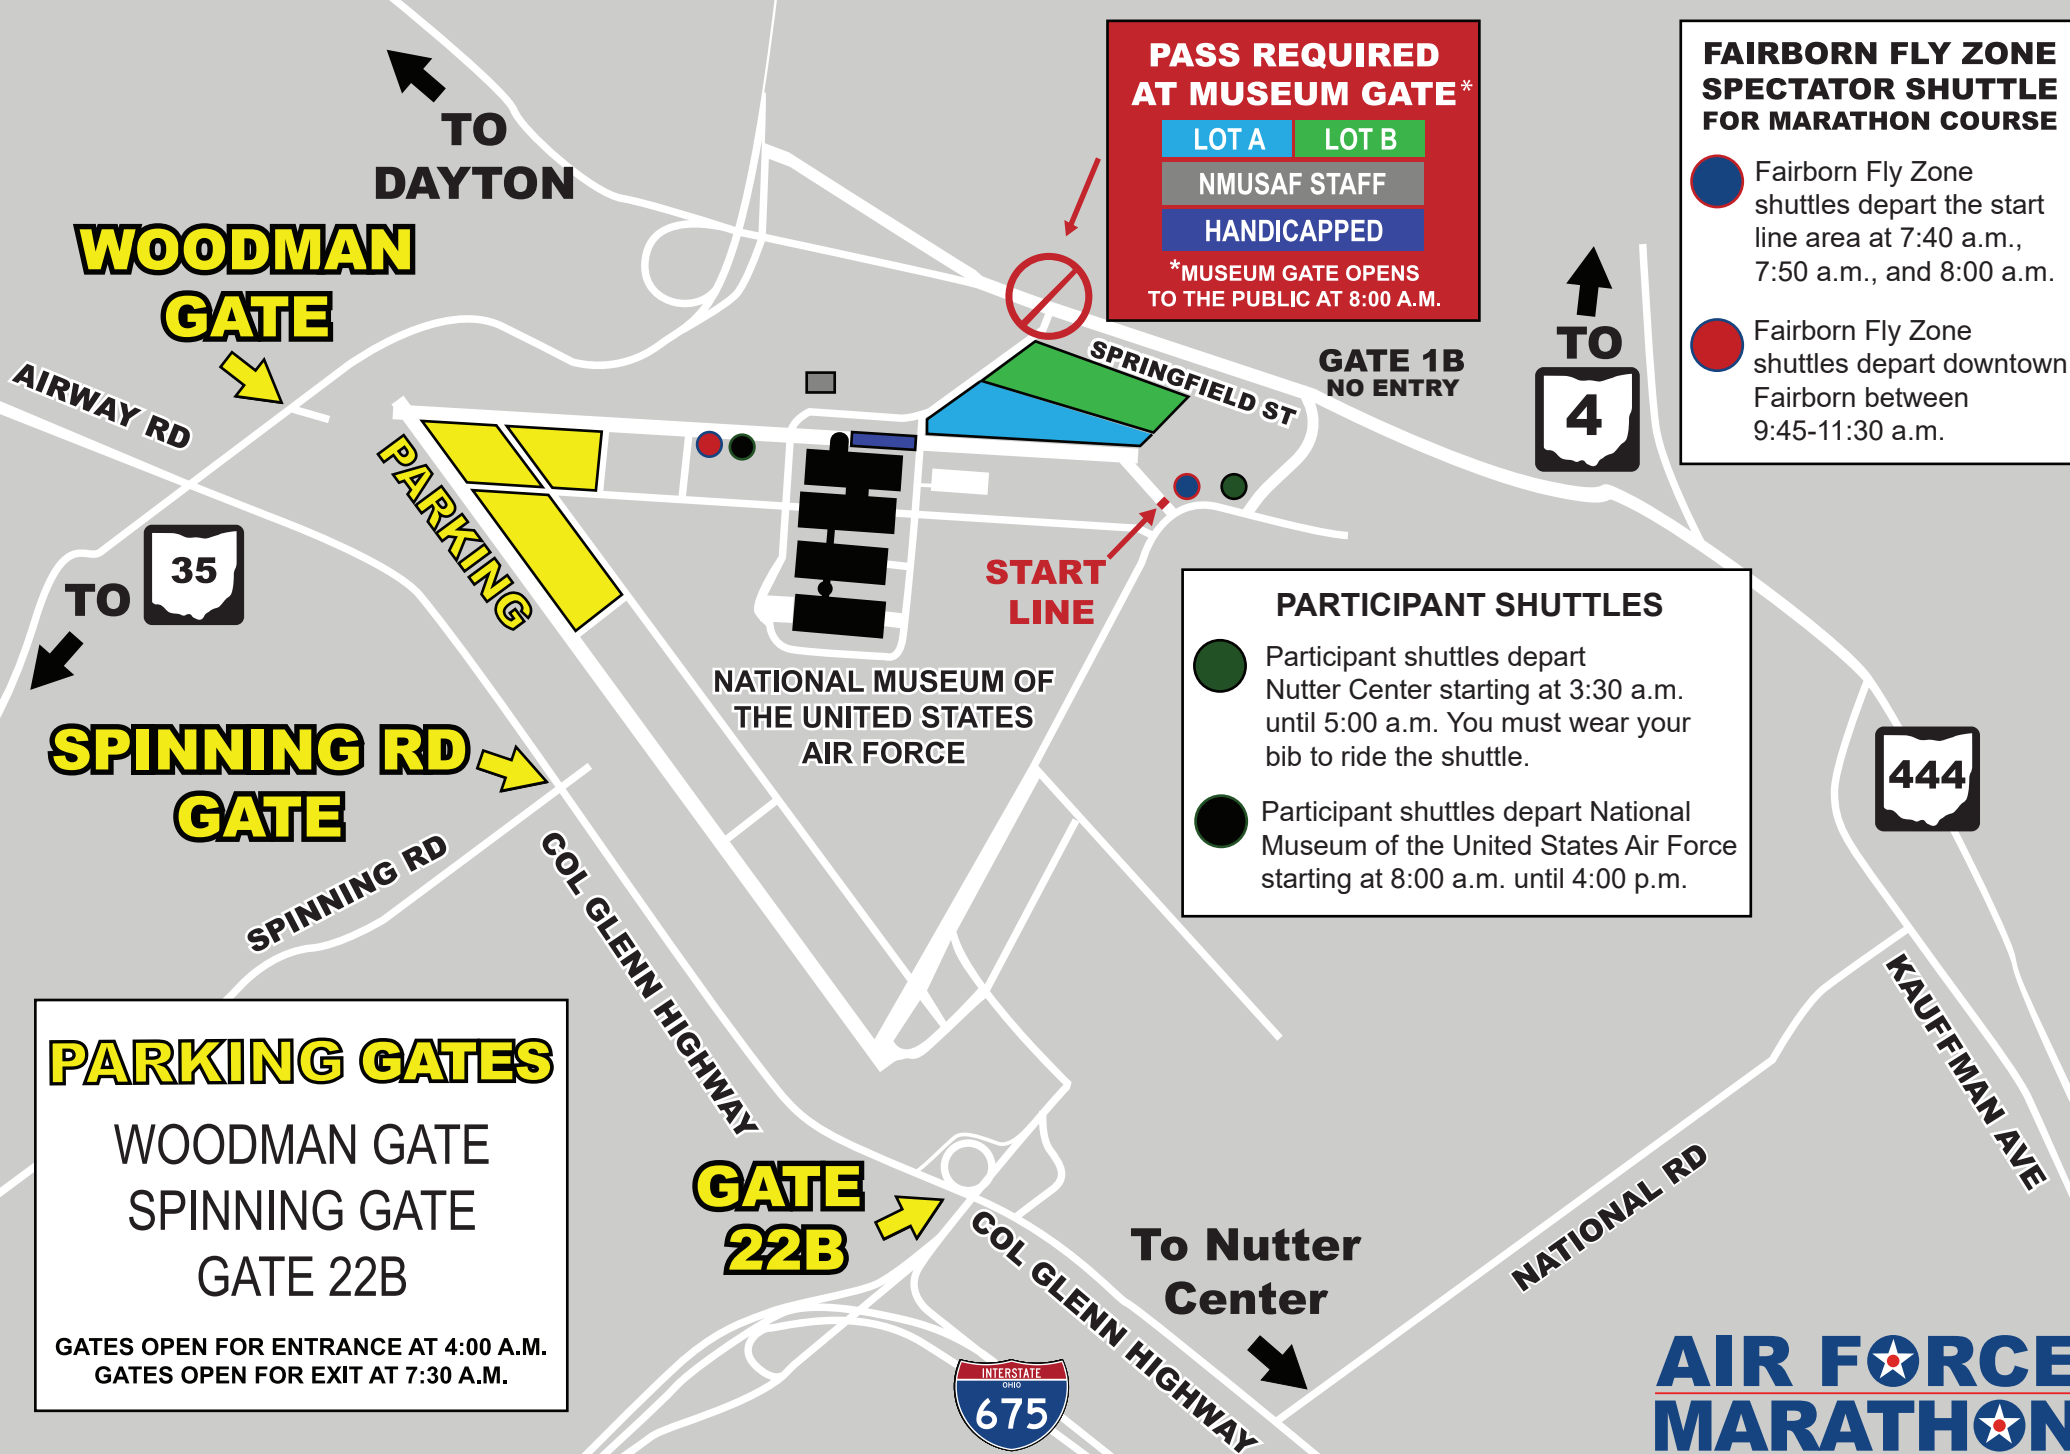 PASS REQUIRED
AT MUSEUM GATE*
LOT A
LOT B
NMUSAF STAFF
HANDICAPPED
*MUSEUM GATE OPENS
TO THE PUBLIC AT 8:00 A.M.
FAIRBORN FLY ZONE
SPECTATOR SHUTTLE
FOR MARATHON COURSE
Fairborn Fly Zone
shuttles depart the start
line area at 7:40 a.m.,
7:50 a.m., and 8:00 a.m.
Fairborn Fly Zone
shuttles depart downtown
Fairborn between
9:45-11:30 a.m.
TO
DAYTON
WOODMAN
GATE
AIRWAY RD
SPRINGFIELD ST
GATE 1B
NO ENTRY
TO
4
PARKING
TO
35
START
LINE
NATIONAL MUSEUM OF
THE UNITED STATES
AIR FORCE
PARTICIPANT SHUTTLES
Participant shuttles depart
Nutter Center starting at 3:30 a.m.
until 5:00 a.m. You must wear your
bib to ride the shuttle.
Participant shuttles depart National
Museum of the United States Air Force
starting at 8:00 a.m. until 4:00 p.m.
444
SPINNING RD
GATE
SPINNING RD
COL GLENN HIGHWAY
KAUFFMAN AVE
NATIONAL RD
PARKING GATES
WOODMAN GATE
SPINNING GATE
GATE 22B
GATES OPEN FOR ENTRANCE AT 4:00 A.M.
GATES OPEN FOR EXIT AT 7:30 A.M.
GATE
22B
COL GLENN HIGHWAY
To Nutter
Center
INTERSTATE
OHIO
675
AIR FORCE
MARATHON